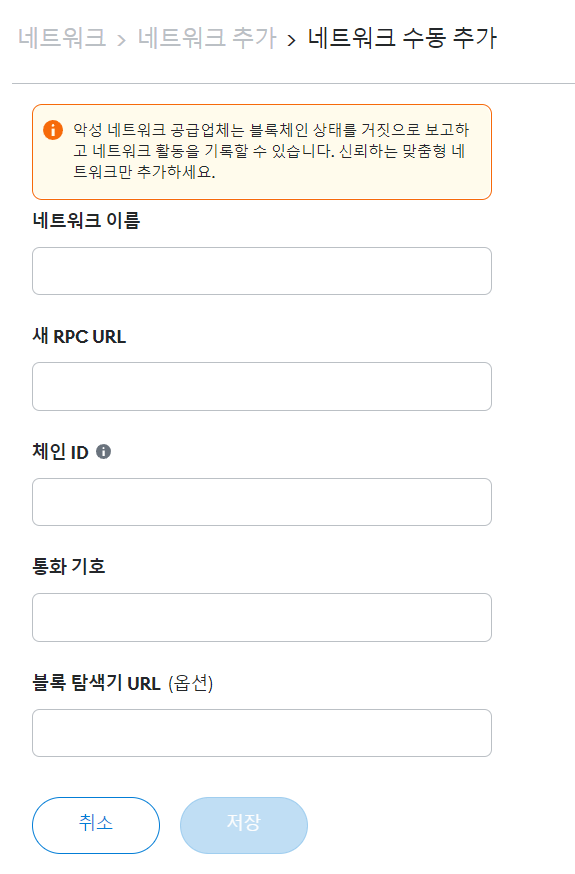 네트워크 > 네트워크 추가 > 네트워크 수동 추가
악성 네트워크 공급업체는 블록체인 상태를 거짓으로 보고하
고 네트워크 활동을 기록할 수 있습니다. 신뢰하는 맞춤형 네
트워크만 추가하세요.
네트워크 이름
새 RPC URL
체인 ID
통화 기호
블록 탐색기 URL (옵션)
취소 저장